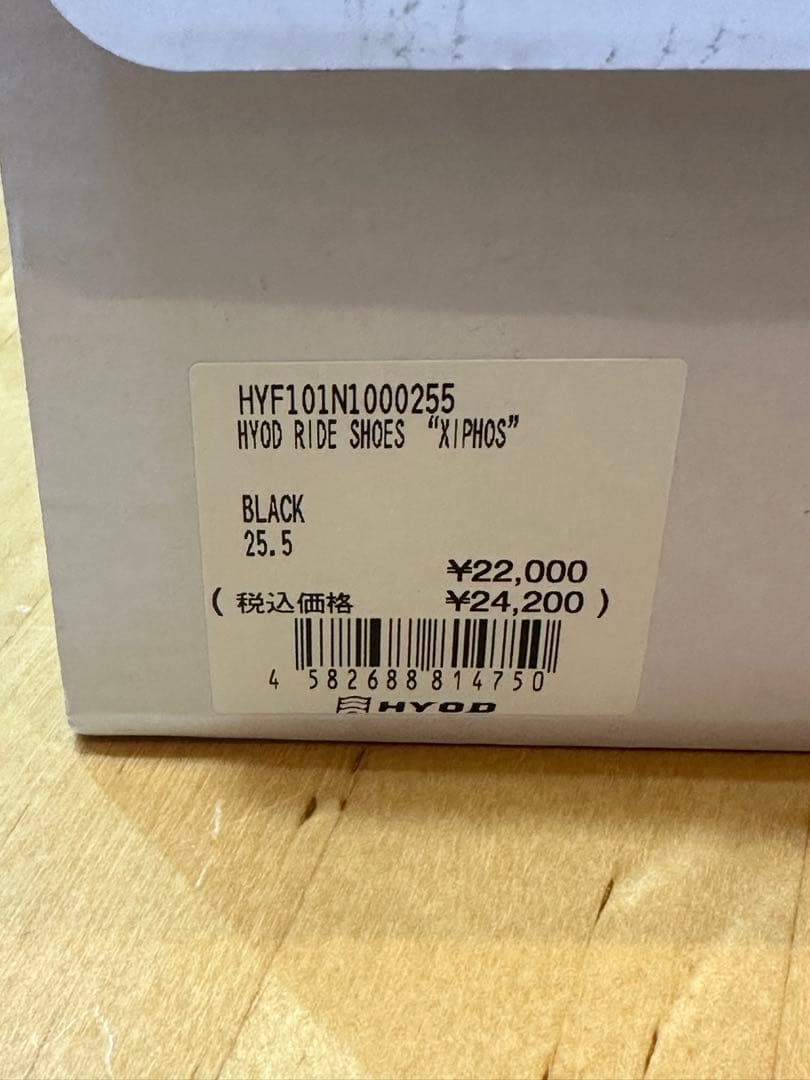 HYF101N1000255
HYOD RIDE SHOES “XIPHOS”
BLACK
25.5
¥22,000
( 税込価格 ¥24,200 )
4 582688 814750
HYOD